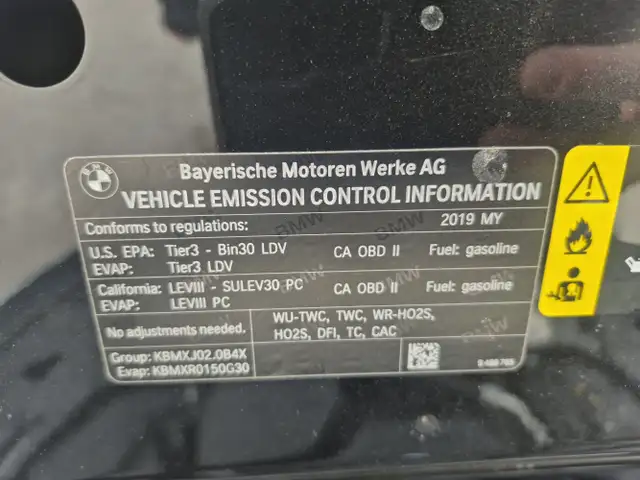 BMW
Bayerische Motoren Werke AG
VEHICLE EMISSION CONTROL INFORMATION
Conforms to regulations: 2019 MY
U.S. EPA: Tier3 - Bin30 LDV CA OBD II Fuel: gasoline
EVAP: Tier3 LDV
California: LEVIII - SULEV30 PC CA OBD II Fuel: gasoline
EVAP: LEVIII PC
No adjustments needed. WU-TWC, TWC, WR-HO2S,
HO2S, DFI, TC, CAC
Group: KBMXJ02.0B4X
Evap: KBMXR0150G30